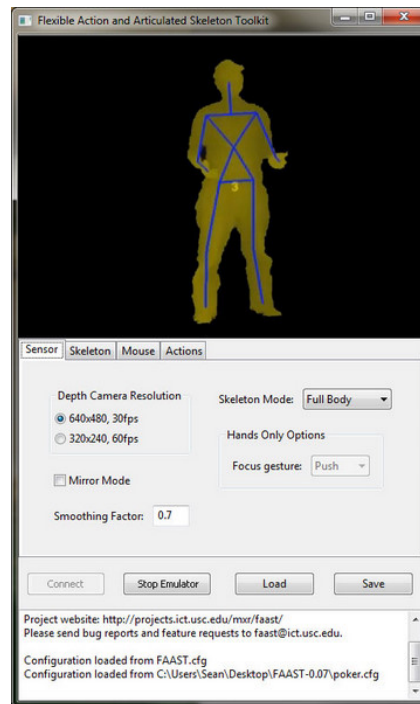 Flexible Action and Articulated Skeleton Toolkit
3
Sensor Skeleton Mouse Actions
Depth Camera Resolution
640x480, 30fps
320x240, 60fps
Mirror Mode
Smoothing Factor: 0.7
Skeleton Mode: Full Body
Hands Only Options
Focus gesture: Push
Connect Stop Emulator Load Save
Project website: http://projects.ict.usc.edu/mxr/faast/
Please send bug reports and feature requests to faast@ict.usc.edu.
Configuration loaded from FAAST.cfg
Configuration loaded from C:\Users\Sean\Desktop\FAAST-0.07\poker.cfg